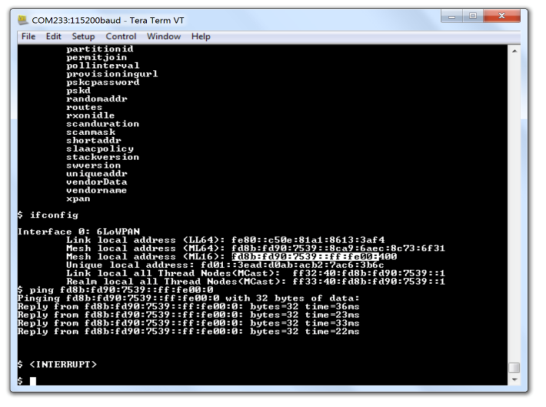 COM233:115200baud - Tera Term VT
File Edit Setup Control Window Help
partitionid
permitjoin
pollinterval
provisioningurl
pskcpassword
pskd
randomaddr
routes
rxonidle
scanduration
scanmask
shortaddr
slaacpolicy
stackversion
swversion
uniqueaddr
vendorData
vendorname
xpan
$ ifconfig
Interface 0: 6LoWPAN
Link local address (LL64): fe80::c50e:81a1:8613:3af4
Mesh local address (ML64): fd8b:fd90:7539::8ca9:6aec:8c73:6f31
Mesh local address (ML16): fd8b:fd90:7539::ff:fe00:400
Unique local address: fd01::3ead:d0ab:acb2:7ac6:3b6c
Link local all Thread Nodes(MCast): ff32:40:fd8b:fd90:7539::1
Realm local all Thread Nodes(MCast): ff33:40:fd8b:fd90:7539::1
$ ping fd8b:fd90:7539::ff:fe00:0
Pinging fd8b:fd90:7539::ff:fe00:0 with 32 bytes of data:
Reply from fd8b:fd90:7539::ff:fe00:0: bytes=32 time=36ms
Reply from fd8b:fd90:7539::ff:fe00:0: bytes=32 time=23ms
Reply from fd8b:fd90:7539::ff:fe00:0: bytes=32 time=33ms
Reply from fd8b:fd90:7539::ff:fe00:0: bytes=32 time=22ms
$ <INTERRUPT>
$